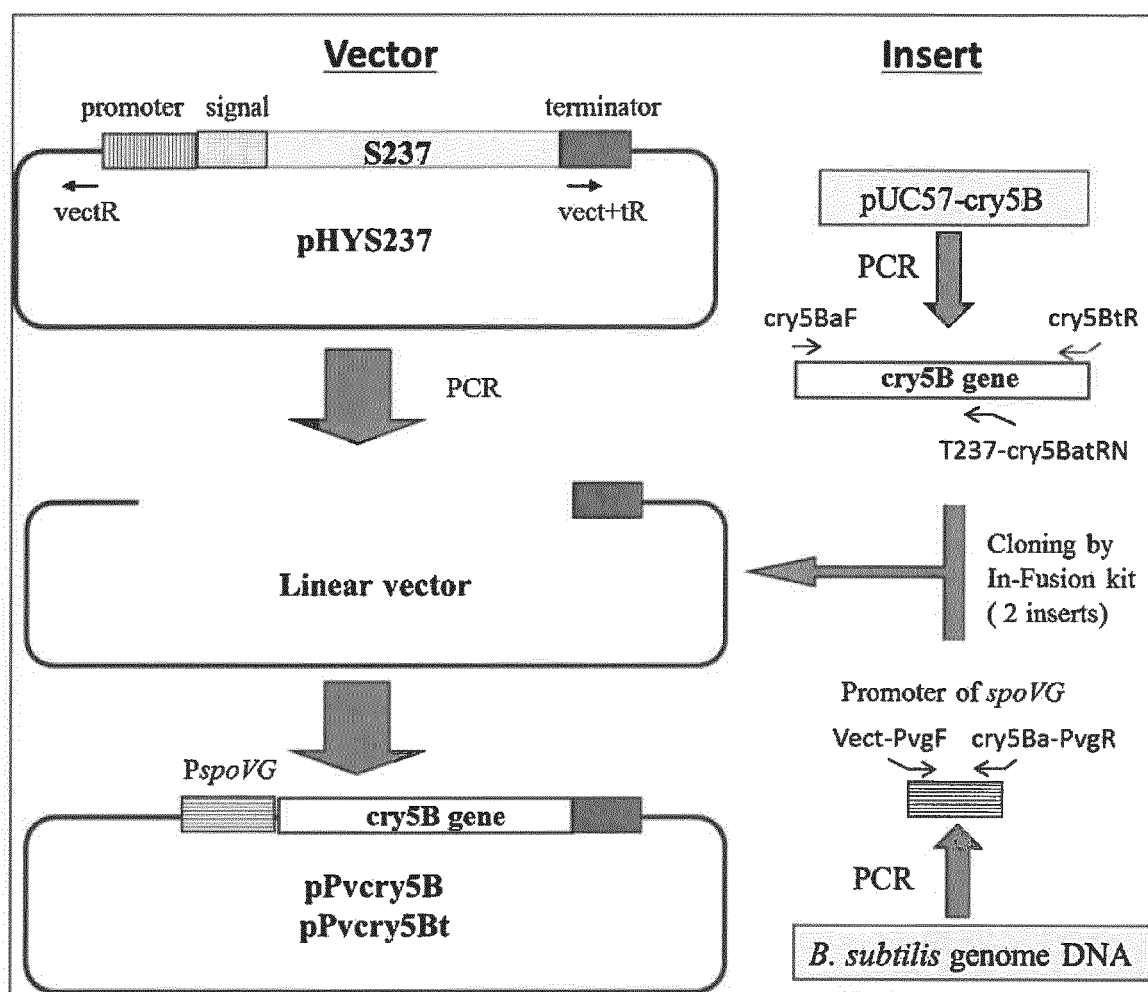 Vector
promoter signal terminator
S237
vectR
vect+tR
pHYS237
PCR
Linear vector
PspoVG
cry5B gene
pPvcry5B
pPvcry5Bt
Insert
pUC57-cry5B
PCR
cry5BaF
cry5BtR
cry5B gene
T237-cry5BatRN
Cloning by
In-Fusion kit
( 2 inserts)
Promoter of spoVG
Vect-PvgF cry5Ba-PvgR
PCR
B. subtilis genome DNA